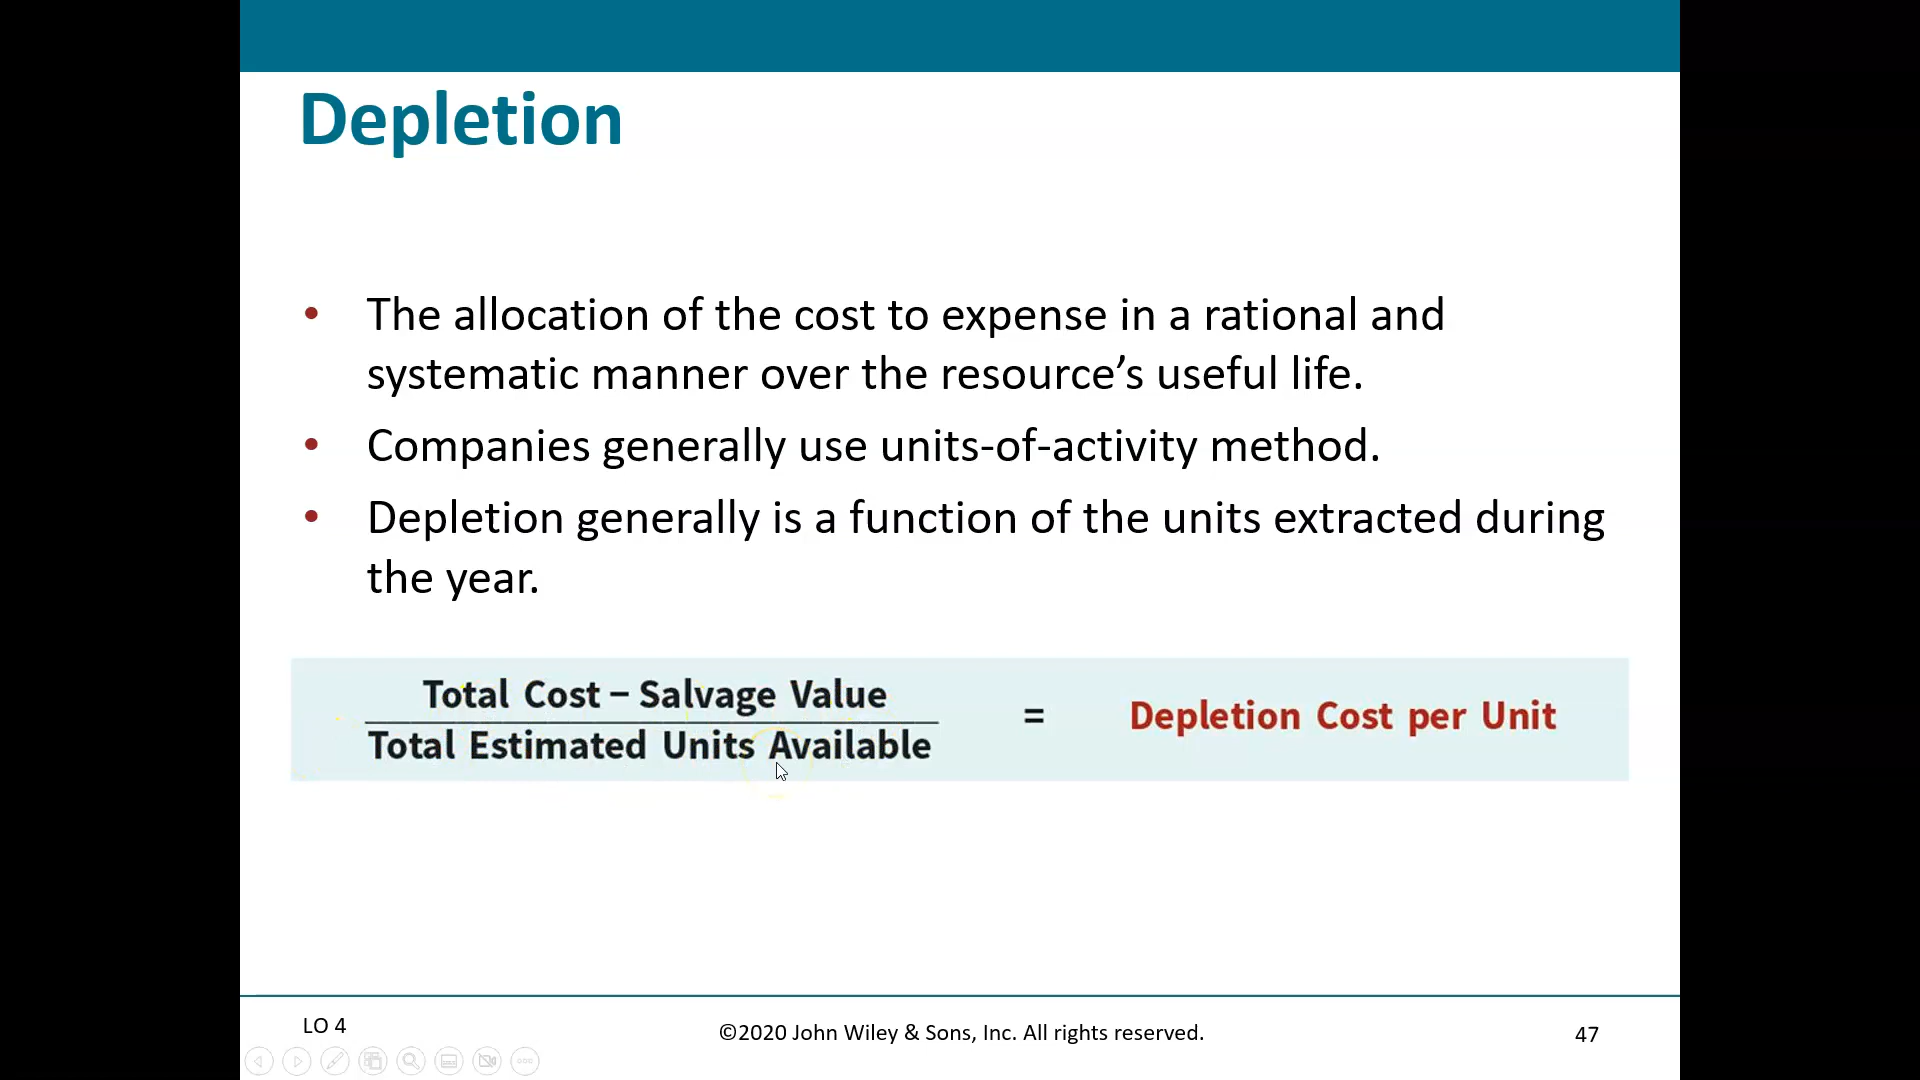 Depletion
• The allocation of the cost to expense in a rational and
systematic manner over the resource’s useful life.
• Companies generally use units-of-activity method.
• Depletion generally is a function of the units extracted during
the year.
Total Cost – Salvage Value
Total Estimated Units Available
= Depletion Cost per Unit
LO 4
©2020 John Wiley & Sons, Inc. All rights reserved.
47